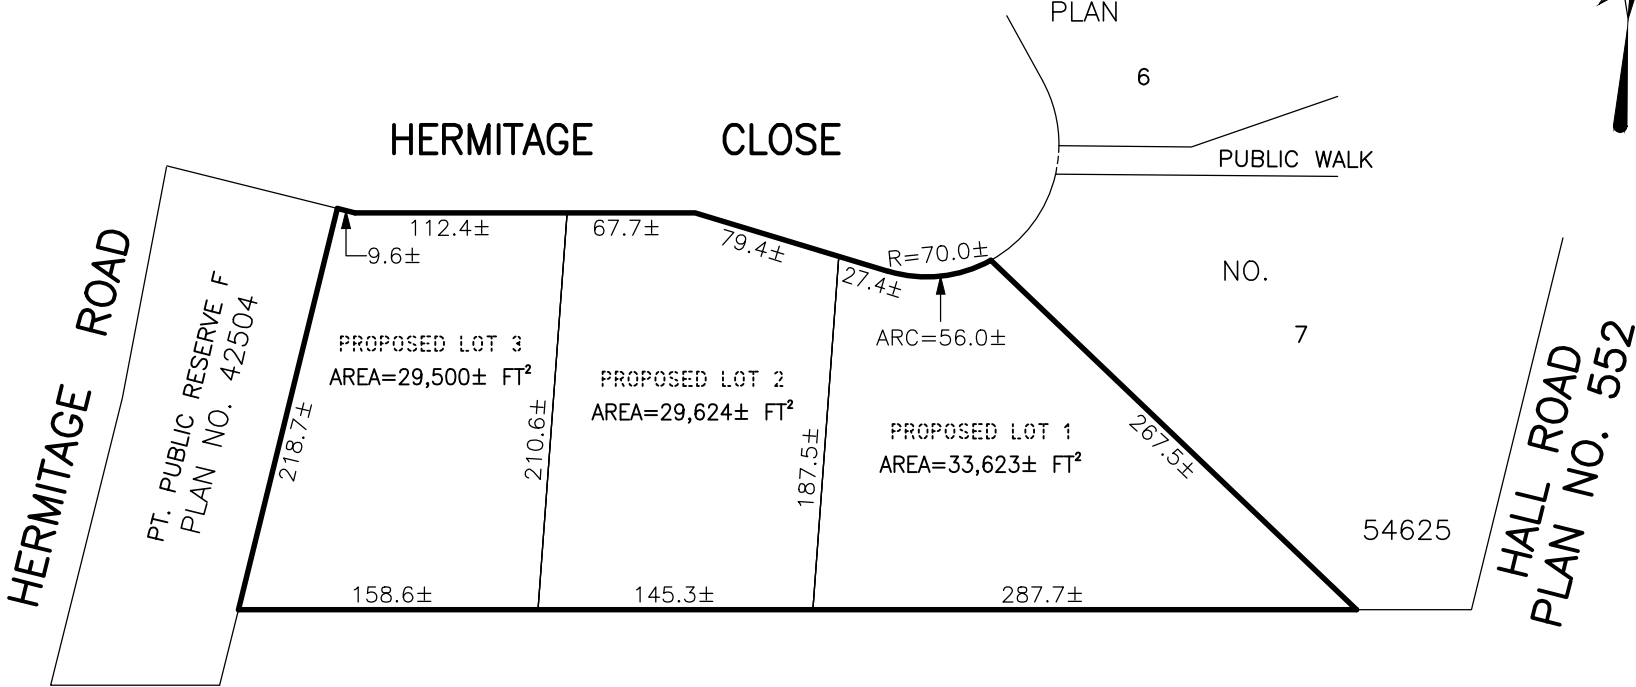 PLAN
6
HERMITAGE CLOSE
PUBLIC WALK
112.4±
67.7±
79.4±
R=70.0±
9.6±
27.4±
NO.
ARC=56.0±
7
HERMITAGE ROAD
PT. PUBLIC RESERVE F
PLAN NO. 42504
218.7±
PROPOSED LOT 3
AREA=29,500± FT²
210.6±
PROPOSED LOT 2
AREA=29,624± FT²
187.5±
PROPOSED LOT 1
AREA=33,623± FT²
267.5±
54625
HALL ROAD
PLAN NO. 552
158.6±
145.3±
287.7±